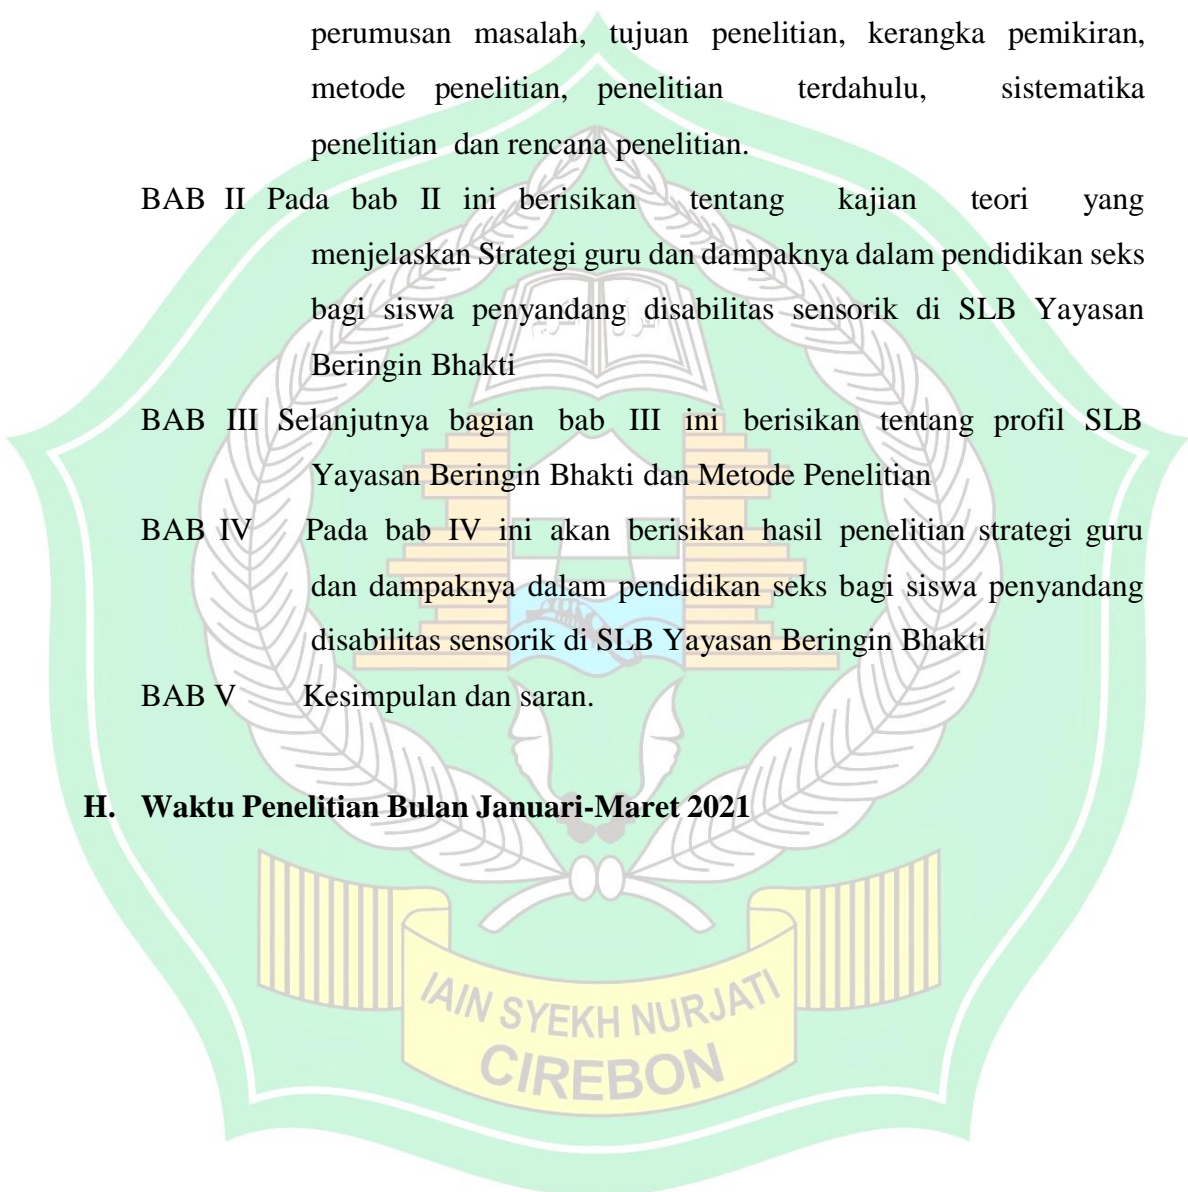 perumusan masalah, tujuan penelitian, kerangka pemikiran,
metode penelitian, penelitian terdahulu, sistematika
penelitian dan rencana penelitian.
BAB II Pada bab II ini berisikan tentang kajian teori yang
menjelaskan Strategi guru dan dampaknya dalam pendidikan seks
bagi siswa penyandang disabilitas sensorik di SLB Yayasan
Beringin Bhakti
BAB III Selanjutnya bagian bab III ini berisikan tentang profil SLB
Yayasan Beringin Bhakti dan Metode Penelitian
BAB IV Pada bab IV ini akan berisikan hasil penelitian strategi guru
dan dampaknya dalam pendidikan seks bagi siswa penyandang
disabilitas sensorik di SLB Yayasan Beringin Bhakti
BAB V Kesimpulan dan saran.
H. Waktu Penelitian Bulan Januari-Maret 2021
IAIN SYEKH NURJATI
CIREBON